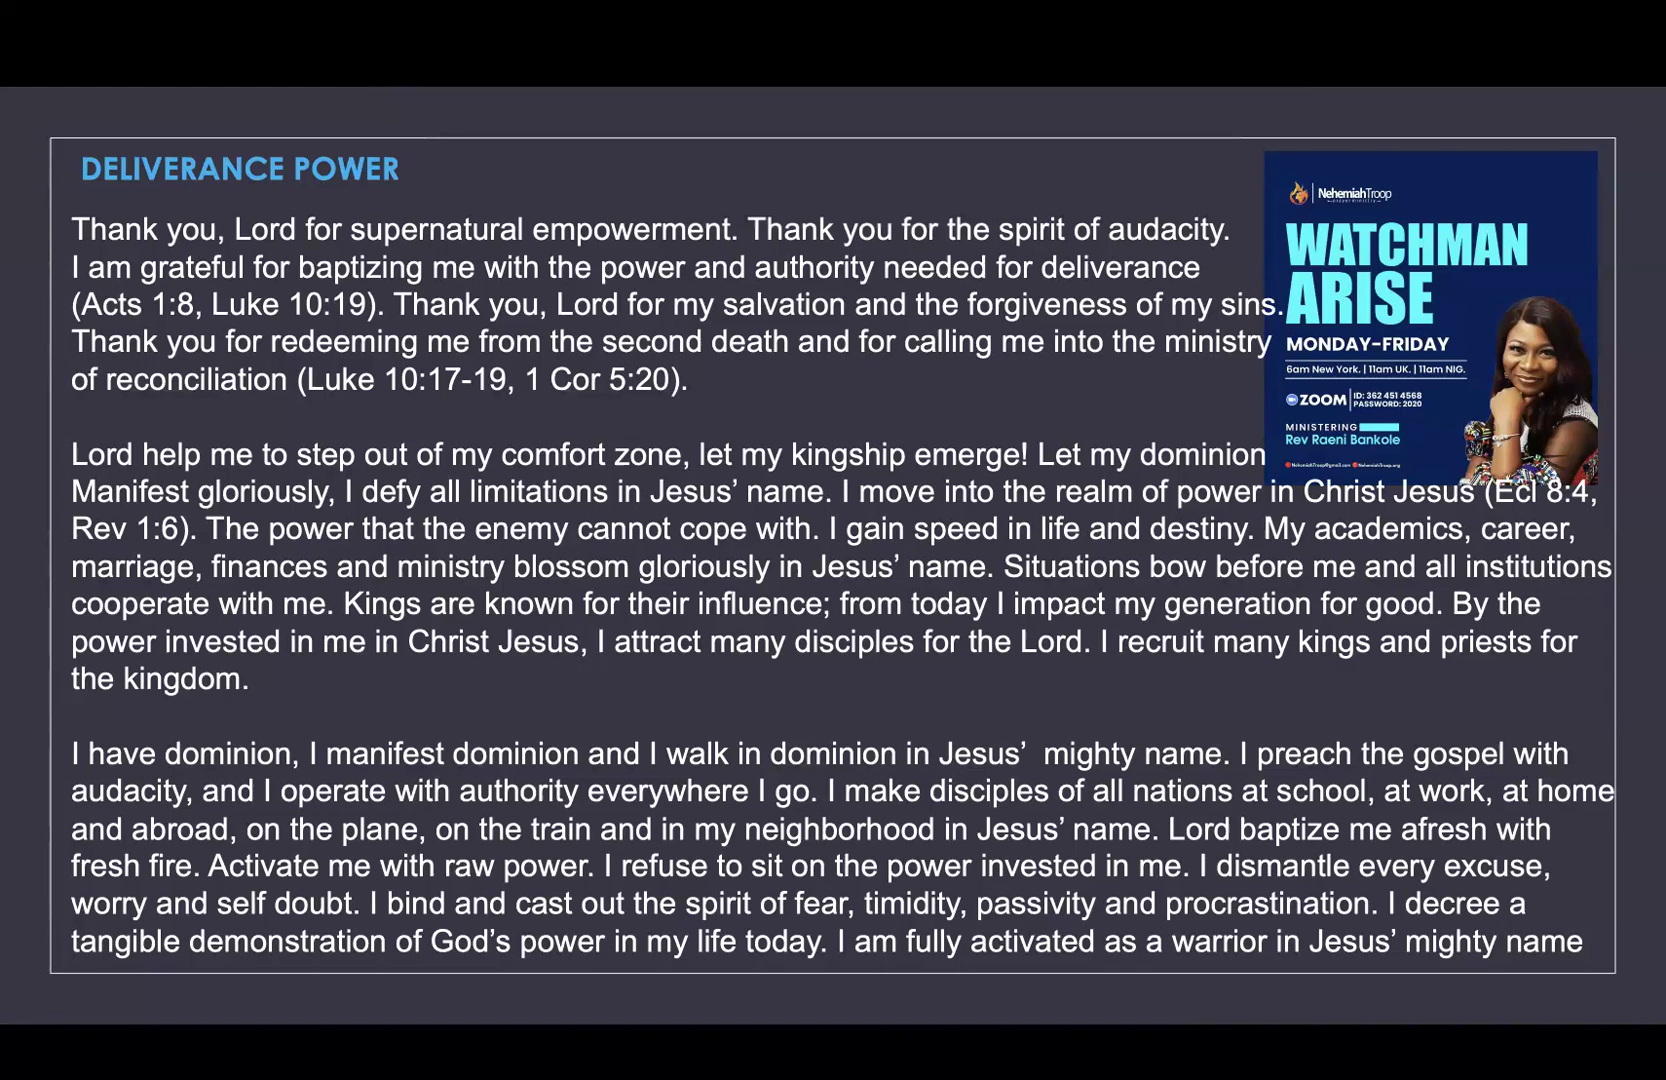 DELIVERANCE POWER
Thank you, Lord for supernatural empowerment. Thank you for the spirit of audacity.
I am grateful for baptizing me with the power and authority needed for deliverance
(Acts 1:8, Luke 10:19). Thank you, Lord for my salvation and the forgiveness of my sins.
Thank you for redeeming me from the second death and for calling me into the ministry
of reconciliation (Luke 10:17-19, 1 Cor 5:20).
Lord help me to step out of my comfort zone, let my kingship emerge! Let my dominion
Manifest gloriously, I defy all limitations in Jesus’ name. I move into the realm of power in Christ Jesus (Ecl 8:4,
Rev 1:6). The power that the enemy cannot cope with. I gain speed in life and destiny. My academics, career,
marriage, finances and ministry blossom gloriously in Jesus’ name. Situations bow before me and all institutions
cooperate with me. Kings are known for their influence; from today I impact my generation for good. By the
power invested in me in Christ Jesus, I attract many disciples for the Lord. I recruit many kings and priests for
the kingdom.
I have dominion, I manifest dominion and I walk in dominion in Jesus’  mighty name. I preach the gospel with
audacity, and I operate with authority everywhere I go. I make disciples of all nations at school, at work, at home
and abroad, on the plane, on the train and in my neighborhood in Jesus’ name. Lord baptize me afresh with
fresh fire. Activate me with raw power. I refuse to sit on the power invested in me. I dismantle every excuse,
worry and self doubt. I bind and cast out the spirit of fear, timidity, passivity and procrastination. I decree a
tangible demonstration of God’s power in my life today. I am fully activated as a warrior in Jesus’ mighty name
NehemiahTroop
WATCHMAN
ARISE
MONDAY-FRIDAY
6am New York. | 11am UK. | 11am NIG.
ZOOM
ID: 362 451 4568
PASSWORD: 2020
MINISTERING
Rev Raeni Bankole
NehemiahTroop@gmail.com NehemiahTroop.org